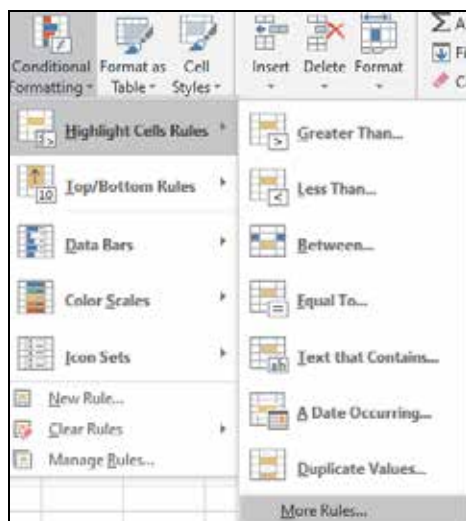 Conditional Formatting
Format as Table
Cell Styles
Insert
Delete
Format
Highlight Cells Rules
Top/Bottom Rules
Data Bars
Color Scales
Icon Sets
New Rule...
Clear Rules
Manage Rules...
Greater Than...
Less Than...
Between...
Equal To...
Text that Contains...
A Date Occurring...
Duplicate Values...
More Rules...